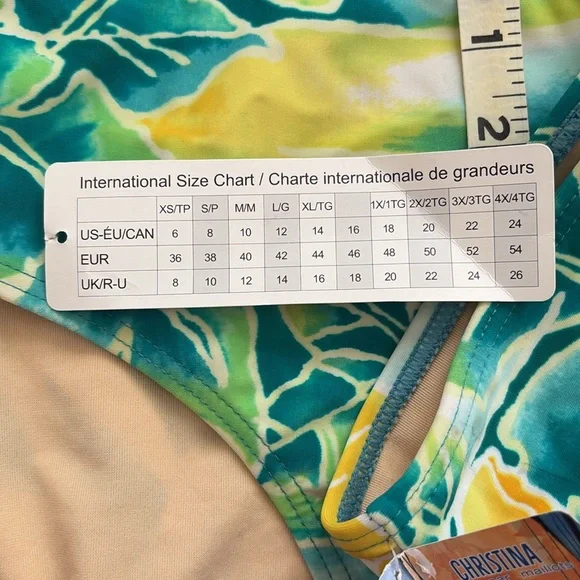 1
2
International Size Chart / Charte internationale de grandeurs
XS/TP S/P M/M L/G XL/TG 1X/1TG 2X/2TG 3X/3TG 4X/4TG
US-ÉU/CAN 6 8 10 12 14 16 18 20 22 24
EUR 36 38 40 42 44 46 48 50 52 54
UK/R-U 8 10 12 14 16 18 20 22 24 26
CHRISTINA
maillots